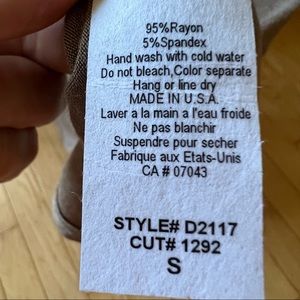 95%Rayon
5%Spandex
Hand wash with cold water
Do not bleach,Color separate
Hang or line dry
MADE IN U.S.A.
Laver a la main a l'eau froide
Ne pas blanchir
Suspendre pour secher
Fabrique aux Etats-Unis
CA # 07043
STYLE# D2117
CUT# 1292
S